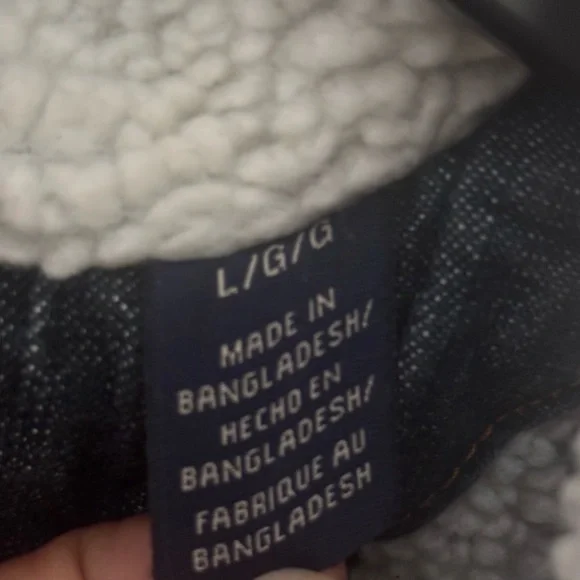 L/G/G
MADE IN
BANGLADESH/
HECHO EN
BANGLADESH/
FABRIQUE AU
BANGLADESH